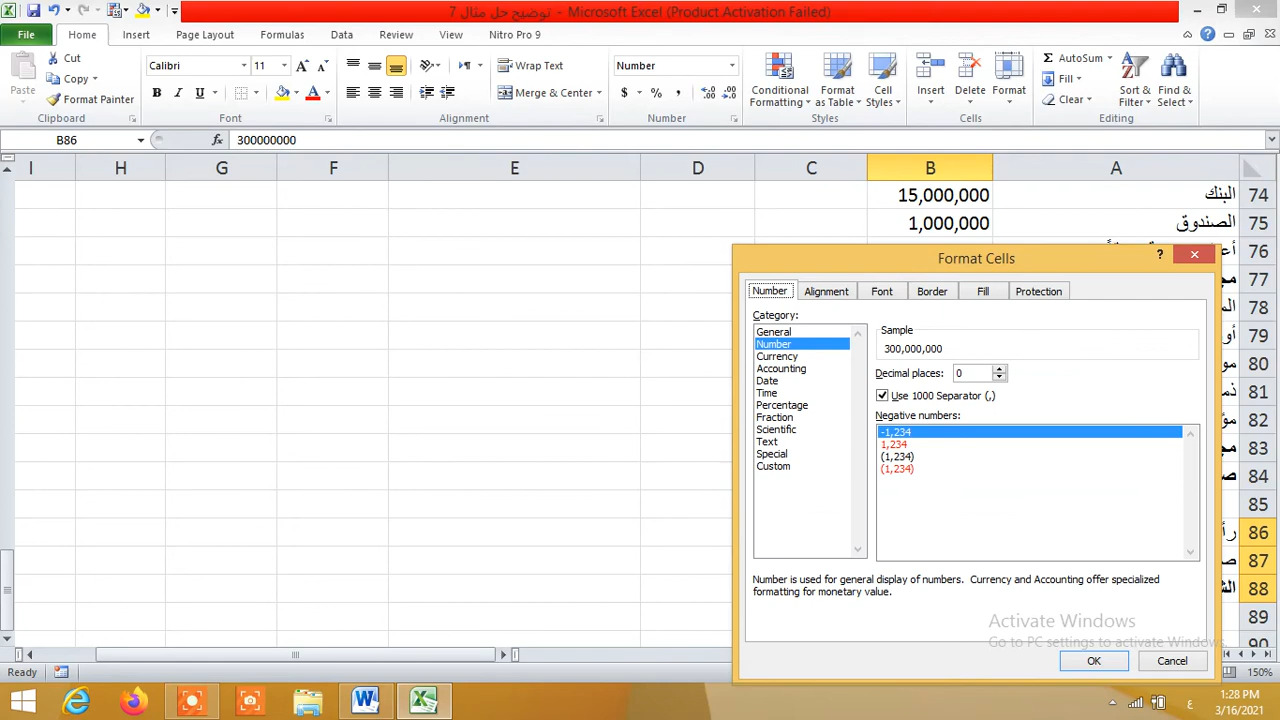 توضيح حل مثال 7 - Microsoft Excel (Product Activation Failed)
File Home Insert Page Layout Formulas Data Review View Nitro Pro 9
Cut
Copy
Format Painter
Paste
Clipboard
Calibri 11
B I U
Font
Wrap Text
Merge & Center
Alignment
Number
$ % ,
Number
Conditional Formatting
Format as Table
Cell Styles
Styles
Insert Delete Format
Cells
AutoSum
Fill
Clear
Sort & Filter
Find & Select
Editing
B86 fx 300000000
I H G F E D C B A
15,000,000 البنك 74
1,000,000 الصندوق 75
76
77
78
79
80
81
82
83
84
85
86
87
88
89
90
Format Cells
Number Alignment Font Border Fill Protection
Category:
General
Number
Currency
Accounting
Date
Time
Percentage
Fraction
Scientific
Text
Special
Custom
Sample
300,000,000
Decimal places: 0
Use 1000 Separator (,)
Negative numbers:
-1,234
1,234
(1,234)
(1,234)
Number is used for general display of numbers. Currency and Accounting offer specialized
formatting for monetary value.
Activate Windows
Go to PC settings to activate Windows.
OK Cancel
Ready 150%
ع 1:28 PM
3/16/2021